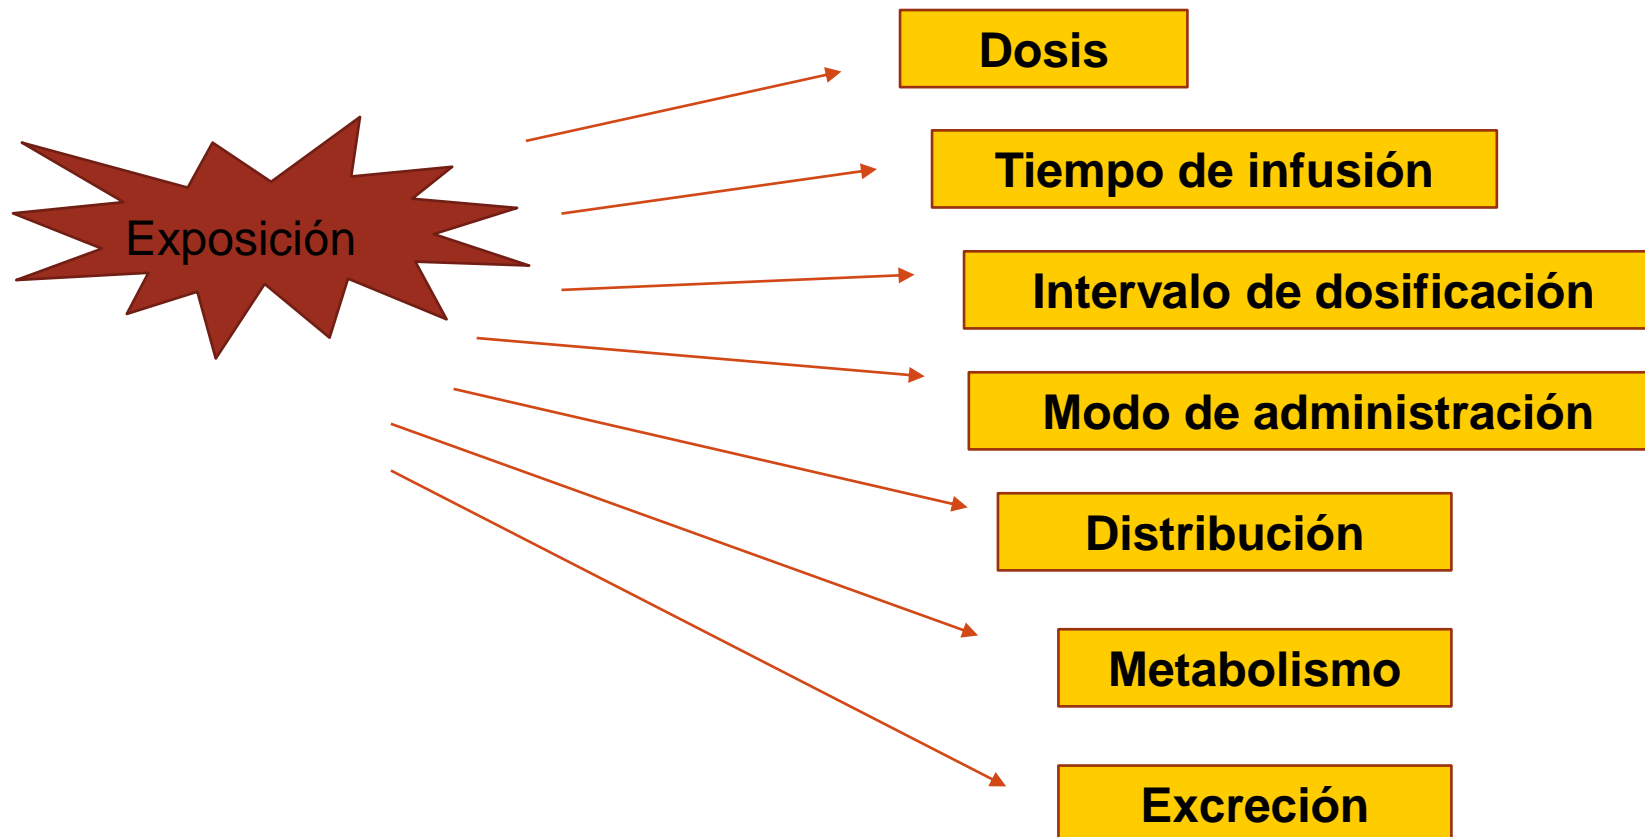 Dosis
Tiempo de infusión
Exposición
Intervalo de dosificación
Modo de administración
Distribución
Metabolismo
Excreción